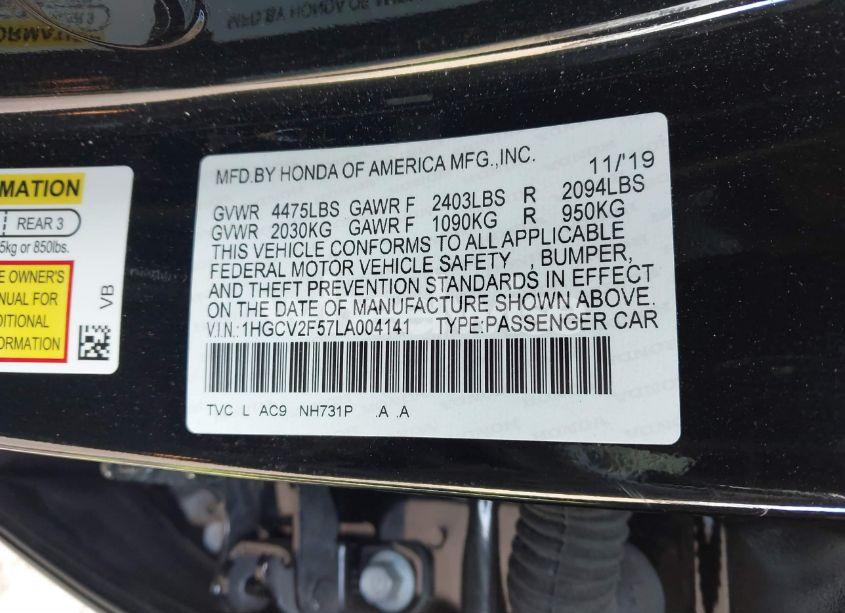 MFD.BY HONDA OF AMERICA MFG.,INC. 11/'19
GVWR 4475LBS GAWR F 2403LBS R 2094LBS
GVWR 2030KG GAWR F 1090KG R 950KG
THIS VEHICLE CONFORMS TO ALL APPLICABLE
FEDERAL MOTOR VEHICLE SAFETY , BUMPER,
AND THEFT PREVENTION STANDARDS IN EFFECT
ON THE DATE OF MANUFACTURE SHOWN ABOVE.
V.I.N.:1HGCV2F57LA004141 TYPE:PASSENGER CAR
TVC L AC9 NH731P .A .A
MATION
REAR 3
5kg or 850lbs.
E OWNER'S
NUAL FOR
DITIONAL
ORMATION
VB